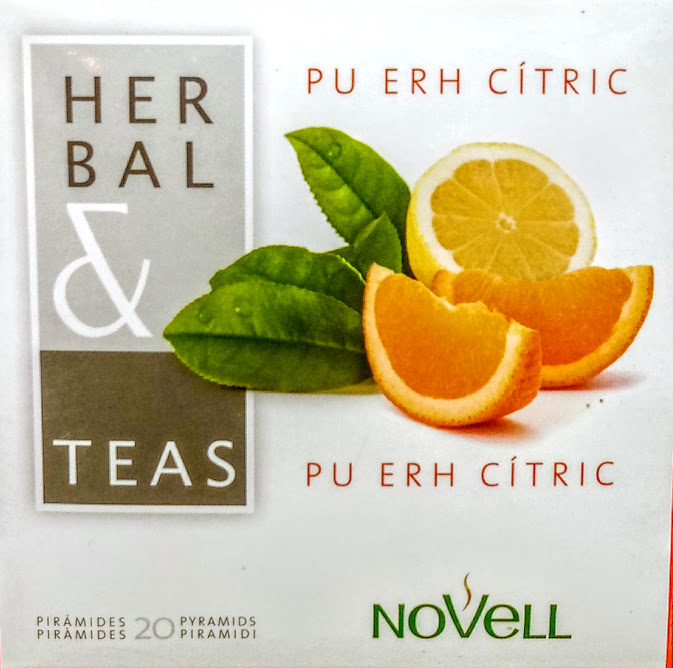 HER
BAL
&
TEAS
PU ERH CÍTRIC
PU ERH CÍTRIC
PIRÁMIDES 20 PYRAMIDS
PIRÀMIDES PIRAMIDI
NOVELL